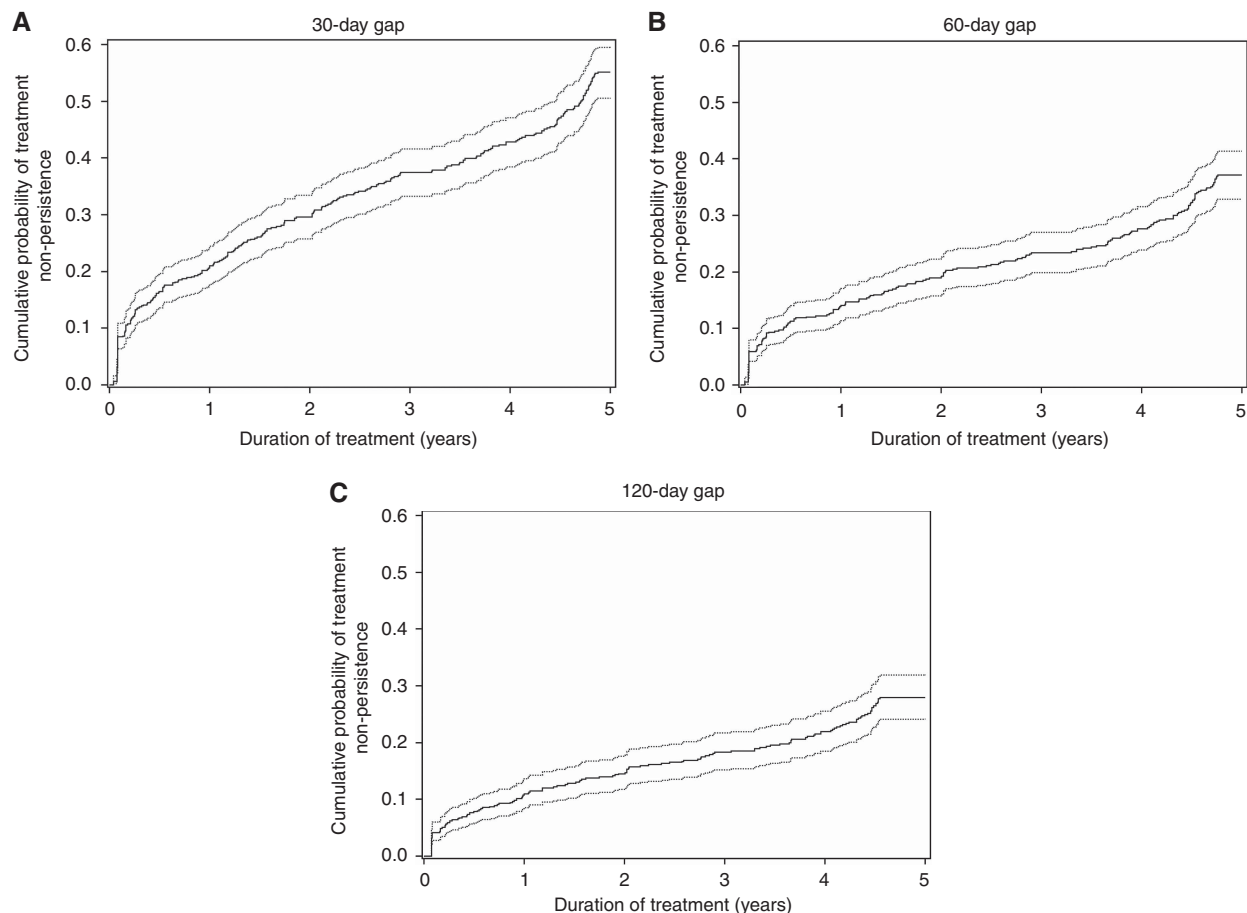 A
30-day gap
0.6
0.5
0.4
0.3
0.2
0.1
0.0
Cumulative probability of treatment
non-persistence
0 1 2 3 4 5
Duration of treatment (years)
B
60-day gap
0.6
0.5
0.4
0.3
0.2
0.1
0.0
Cumulative probability of treatment
non-persistence
0 1 2 3 4 5
Duration of treatment (years)
C
120-day gap
0.6
0.5
0.4
0.3
0.2
0.1
0.0
Cumulative probability of treatment
non-persistence
0 1 2 3 4 5
Duration of treatment (years)